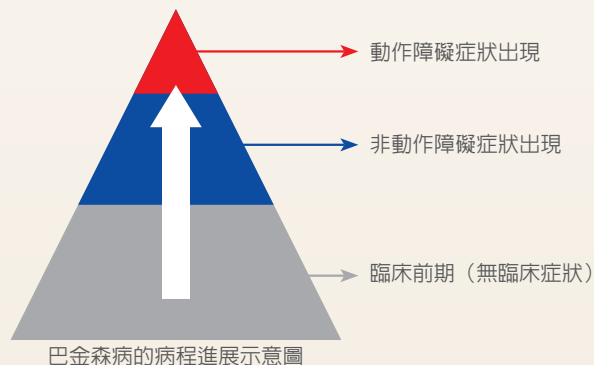 動作障礙症狀出現
非動作障礙症狀出現
臨床前期（無臨床症狀）
巴金森病的病程進展示意圖